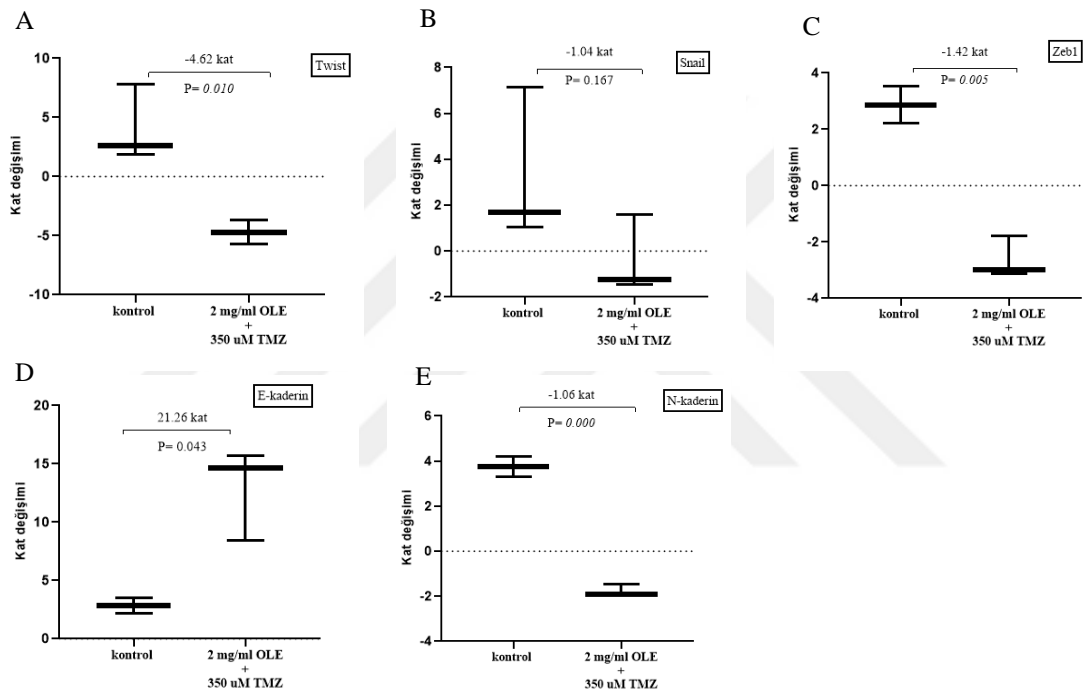 A
-4.62 kat
Twist
P= 0.010
Kat değişimi
10
5
0
-5
-10
kontrol
2 mg/ml OLE
+
350 uM TMZ
B
-1.04 kat
Snail
P= 0.167
Kat değişimi
8
6
4
2
0
-2
kontrol
2 mg/ml OLE
+
350 uM TMZ
C
-1.42 kat
Zeb1
P= 0.005
Kat değişimi
4
2
0
-2
-4
kontrol
2 mg/ml OLE
+
350 uM TMZ
D
E-kaderin
21.26 kat
P= 0.043
Kat değişimi
20
15
10
5
0
kontrol
2 mg/ml OLE
+
350 uM TMZ
E
-1.06 kat
N-kaderin
P= 0.000
Kat değişimi
6
4
2
0
-2
-4
kontrol
2 mg/ml OLE
+
350 uM TMZ